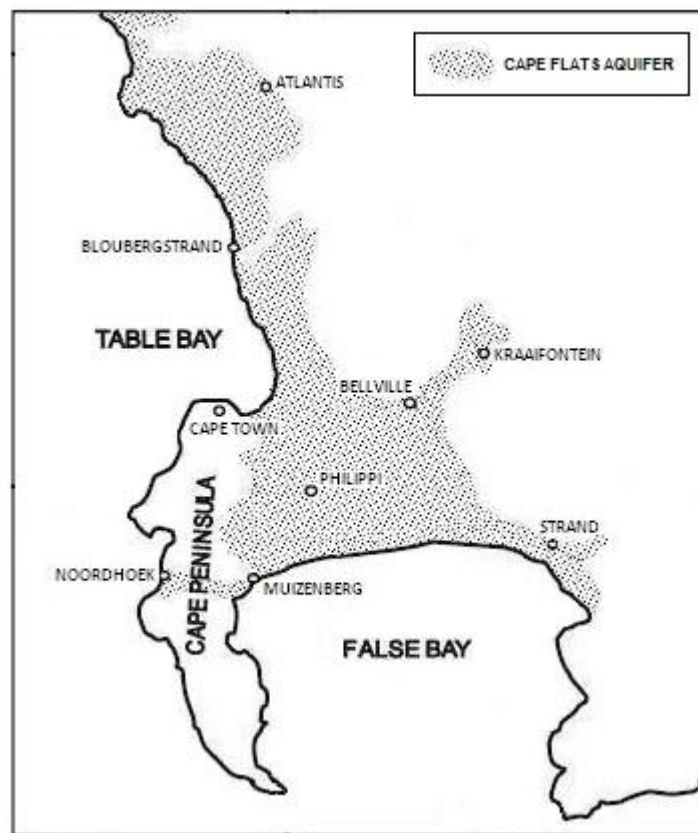 CAPE FLATS AQUIFER
ATLANTIS
BLOUBERGSTRAND
TABLE BAY
KRAAIFONTEIN
BELLVILLE
CAPE TOWN
PHILIPPI
CAPE PENINSULA
STRAND
NOORDHOEK
MUIZENBERG
FALSE BAY